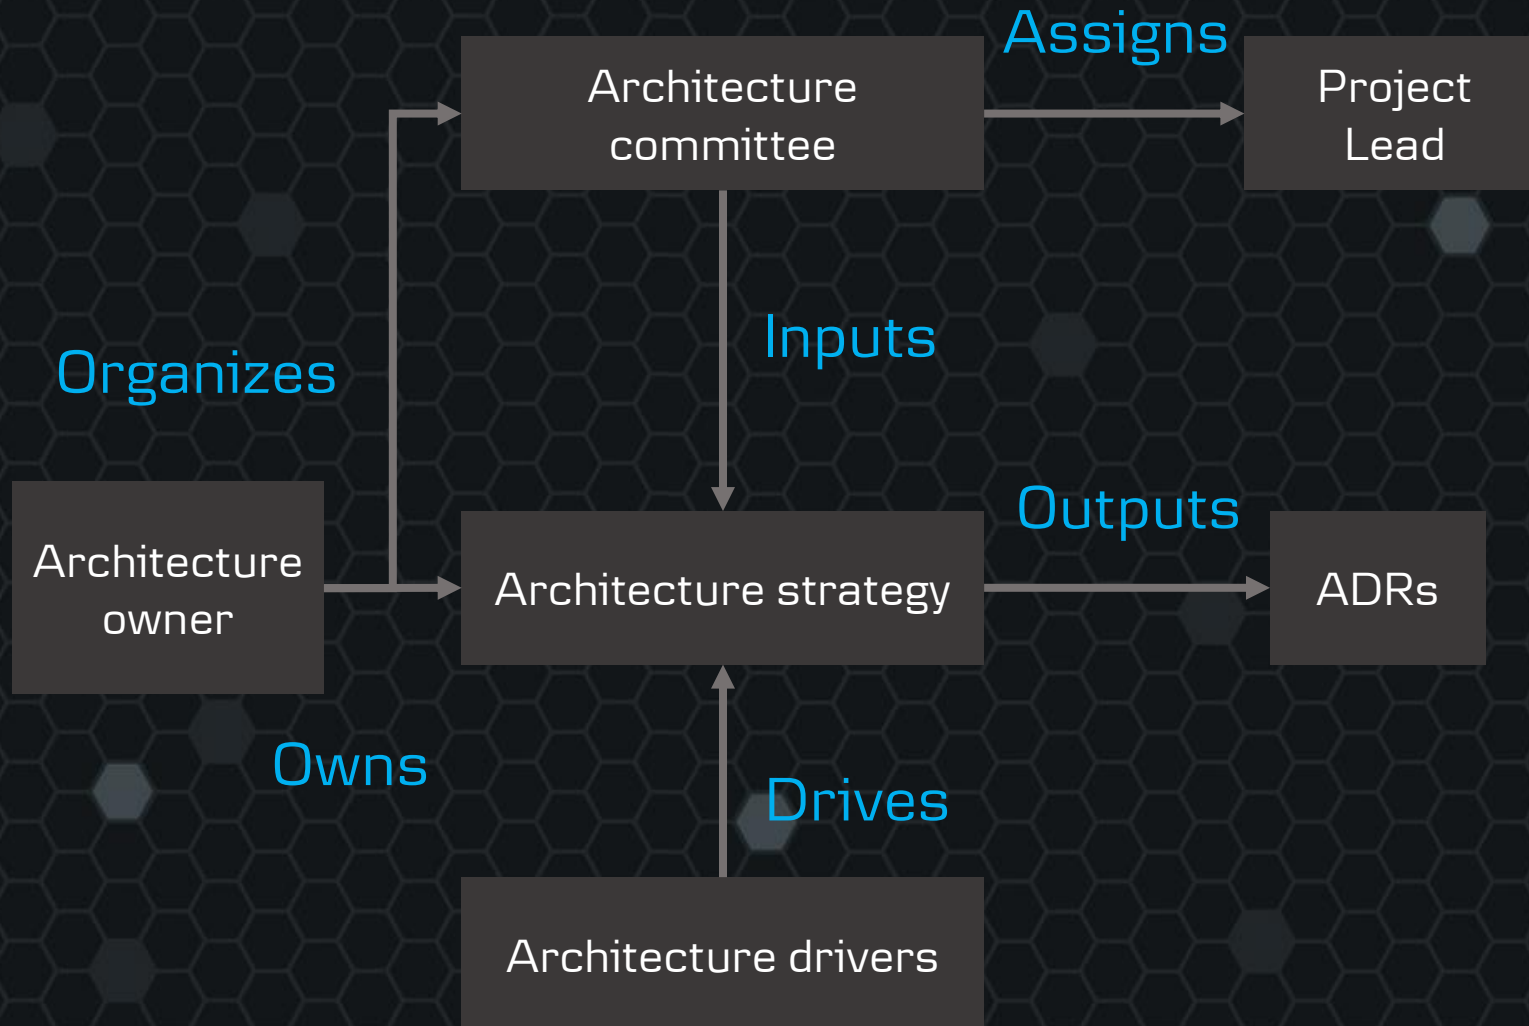 Assigns
Architecture
committee
Project
Lead
Inputs
Organizes
Outputs
Architecture
owner
Architecture strategy
ADRs
Owns
Drives
Architecture drivers